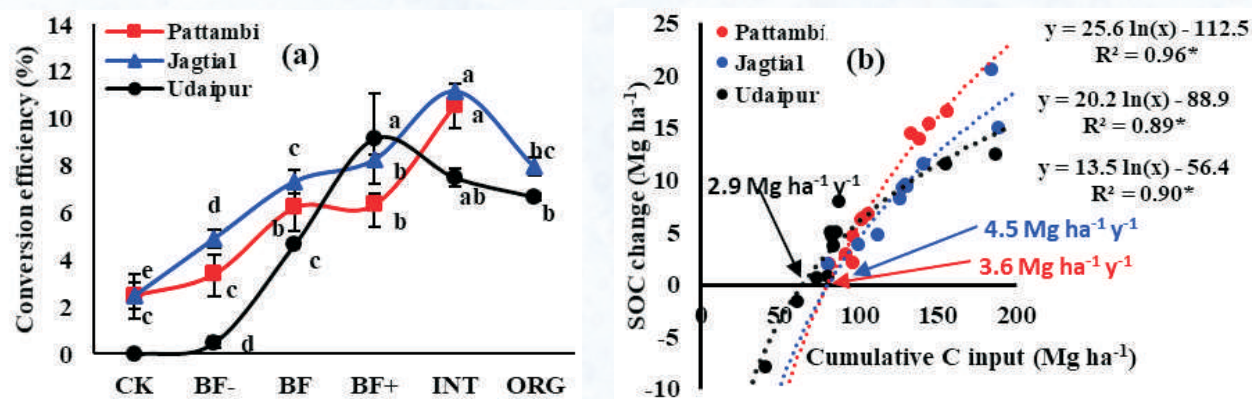 Conversion efficiency (%)
14
12
10
8
6
4
2
0
Pattambi
Jagtial
Udaipur
(a)
a
a
a
c
b
b
ab
bc
b
d
b
c
e
c
c
d
CK BF- BF BF+ INT ORG
SOC change (Mg ha⁻¹)
25
20
15
10
5
0
-5
-10
Pattambi
Jagtial
Udaipur
(b)
y = 25.6 ln(x) - 112.5
R² = 0.96*
y = 20.2 ln(x) - 88.9
R² = 0.89*
y = 13.5 ln(x) - 56.4
R² = 0.90*
2.9 Mg ha⁻¹ y⁻¹
4.5 Mg ha⁻¹ y⁻¹
3.6 Mg ha⁻¹ y⁻¹
0 50 100 150 200
Cumulative C input (Mg ha⁻¹)